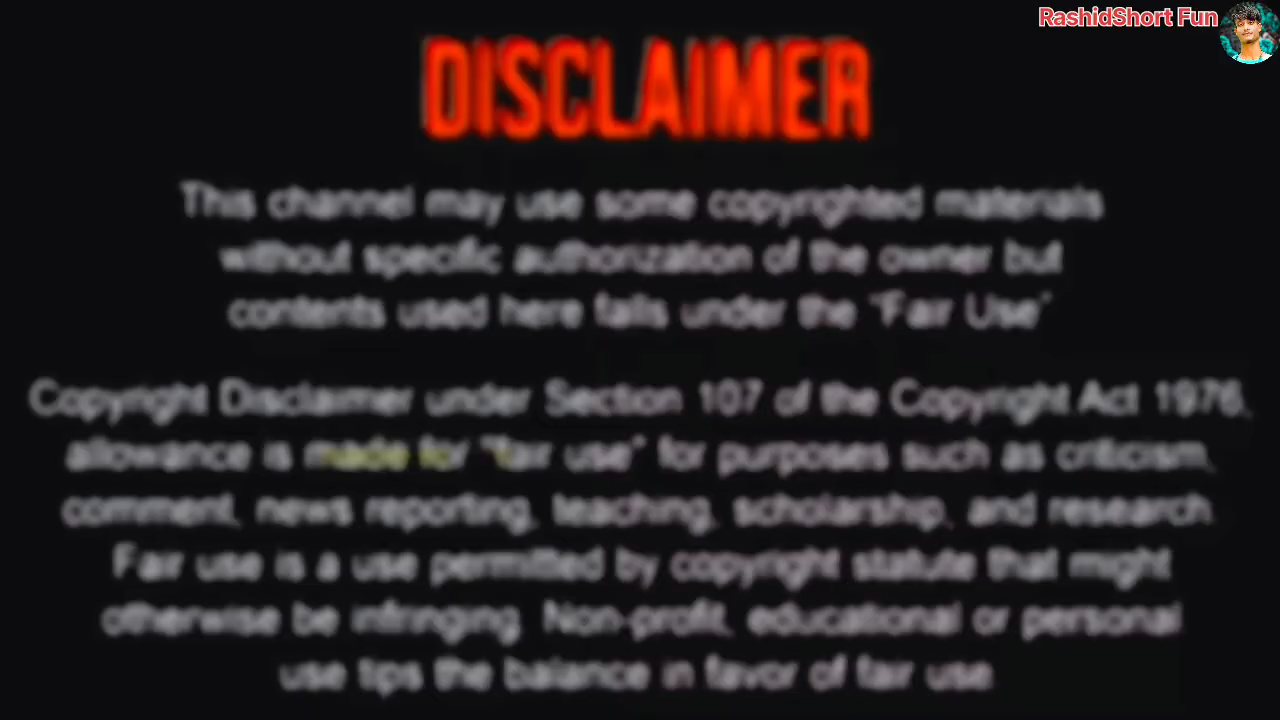 RashidShort Fun
DISCLAIMER
This channel may use some copyrighted materials
without specific authorization of the owner but
contents used here falls under the "Fair Use"
Copyright Disclaimer under Section 107 of the Copyright Act 1976,
allowance is made for "fair use" for purposes such as criticism,
comment, news reporting, teaching, scholarship, and research.
Fair use is a use permitted by copyright statute that might
otherwise be infringing. Non-profit, educational or personal
use tips the balance in favor of fair use.